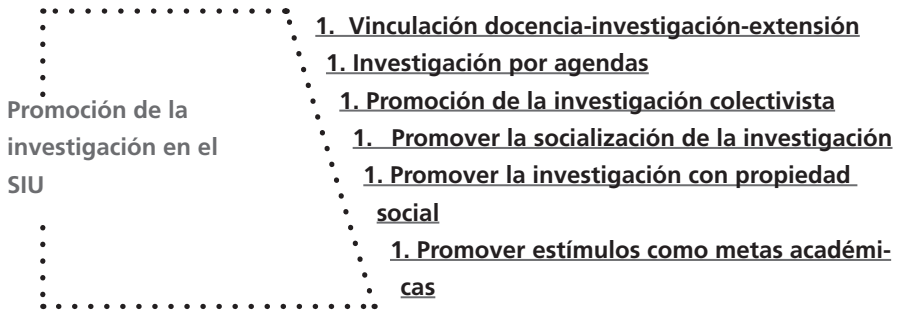 1. Vinculación docencia-investigación-extensión
1. Investigación por agendas
1. Promoción de la investigación colectivista
1. Promover la socialización de la investigación
1. Promover la investigación con propiedad
social
1. Promover estímulos como metas académi-
cas
Promoción de la
investigación en el
SIU